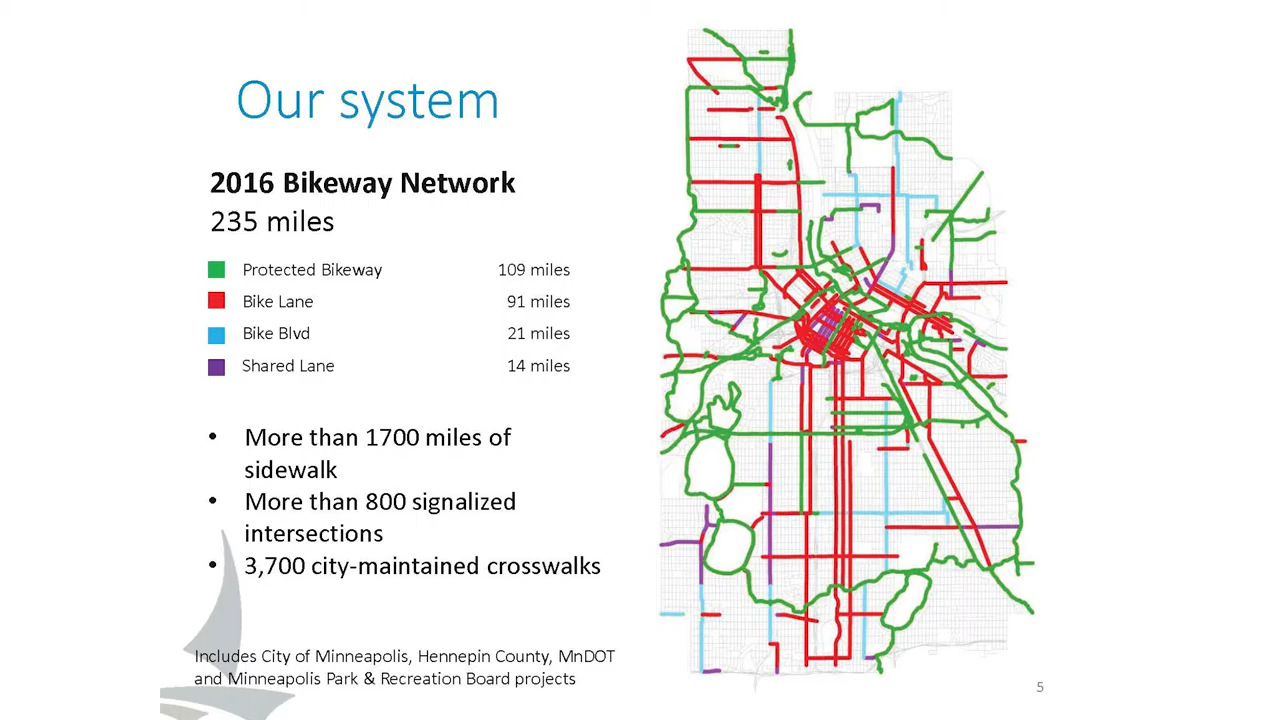 Our system
2016 Bikeway Network
235 miles
Protected Bikeway 109 miles
Bike Lane 91 miles
Bike Blvd 21 miles
Shared Lane 14 miles
• More than 1700 miles of
sidewalk
• More than 800 signalized
intersections
• 3,700 city-maintained crosswalks
Includes City of Minneapolis, Hennepin County, MnDOT
and Minneapolis Park & Recreation Board projects
5